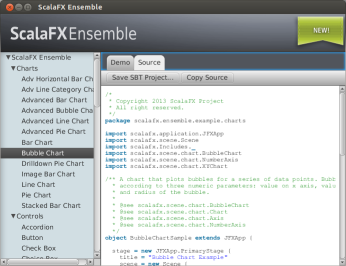 ScalaFX Ensemble
ScalaFX Ensemble
NEW!
ScalaFX Ensemble
Charts
Adv Horizontal Bar Ch
Adv Line Category Cha
Advanced Bar Chart
Advanced Bubble Cha
Advanced Line Chart
Advanced Pie Chart
Bar Chart
Bubble Chart
Drilldown Pie Chart
Image Bar Chart
Line Chart
Pie Chart
Stacked Bar Chart
Controls
Accordion
Button
Check Box
Demo
Source
Save SBT Project...
Copy Source
/*
* Copyright 2013 ScalaFX Project
* All right reserved.
*/
package scalafx.ensemble.example.charts
import scalafx.application.JFXApp
import scalafx.scene.Scene
import scalafx.Includes._
import scalafx.scene.chart.BubbleChart
import scalafx.scene.chart.NumberAxis
import scalafx.scene.chart.XYChart
/** A chart that plots bubbles for a series of data points. Bubb
* according to three numeric parameters: value on x axis, valu
* and radius of the bubble.
*
* @see scalafx.scene.chart.BubbleChart
* @see scalafx.scene.chart.Chart
* @see scalafx.scene.chart.Axis
* @see scalafx.scene.chart.NumberAxis
*/
object BubbleChartSample extends JFXApp {
stage = new JFXApp.PrimaryStage {
title = "Bubble Chart Example"
scene = new Scene {